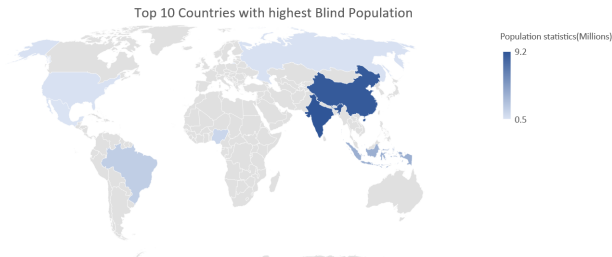 Top 10 Countries with highest Blind Population
Population statistics(Millions)
9.2
0.5